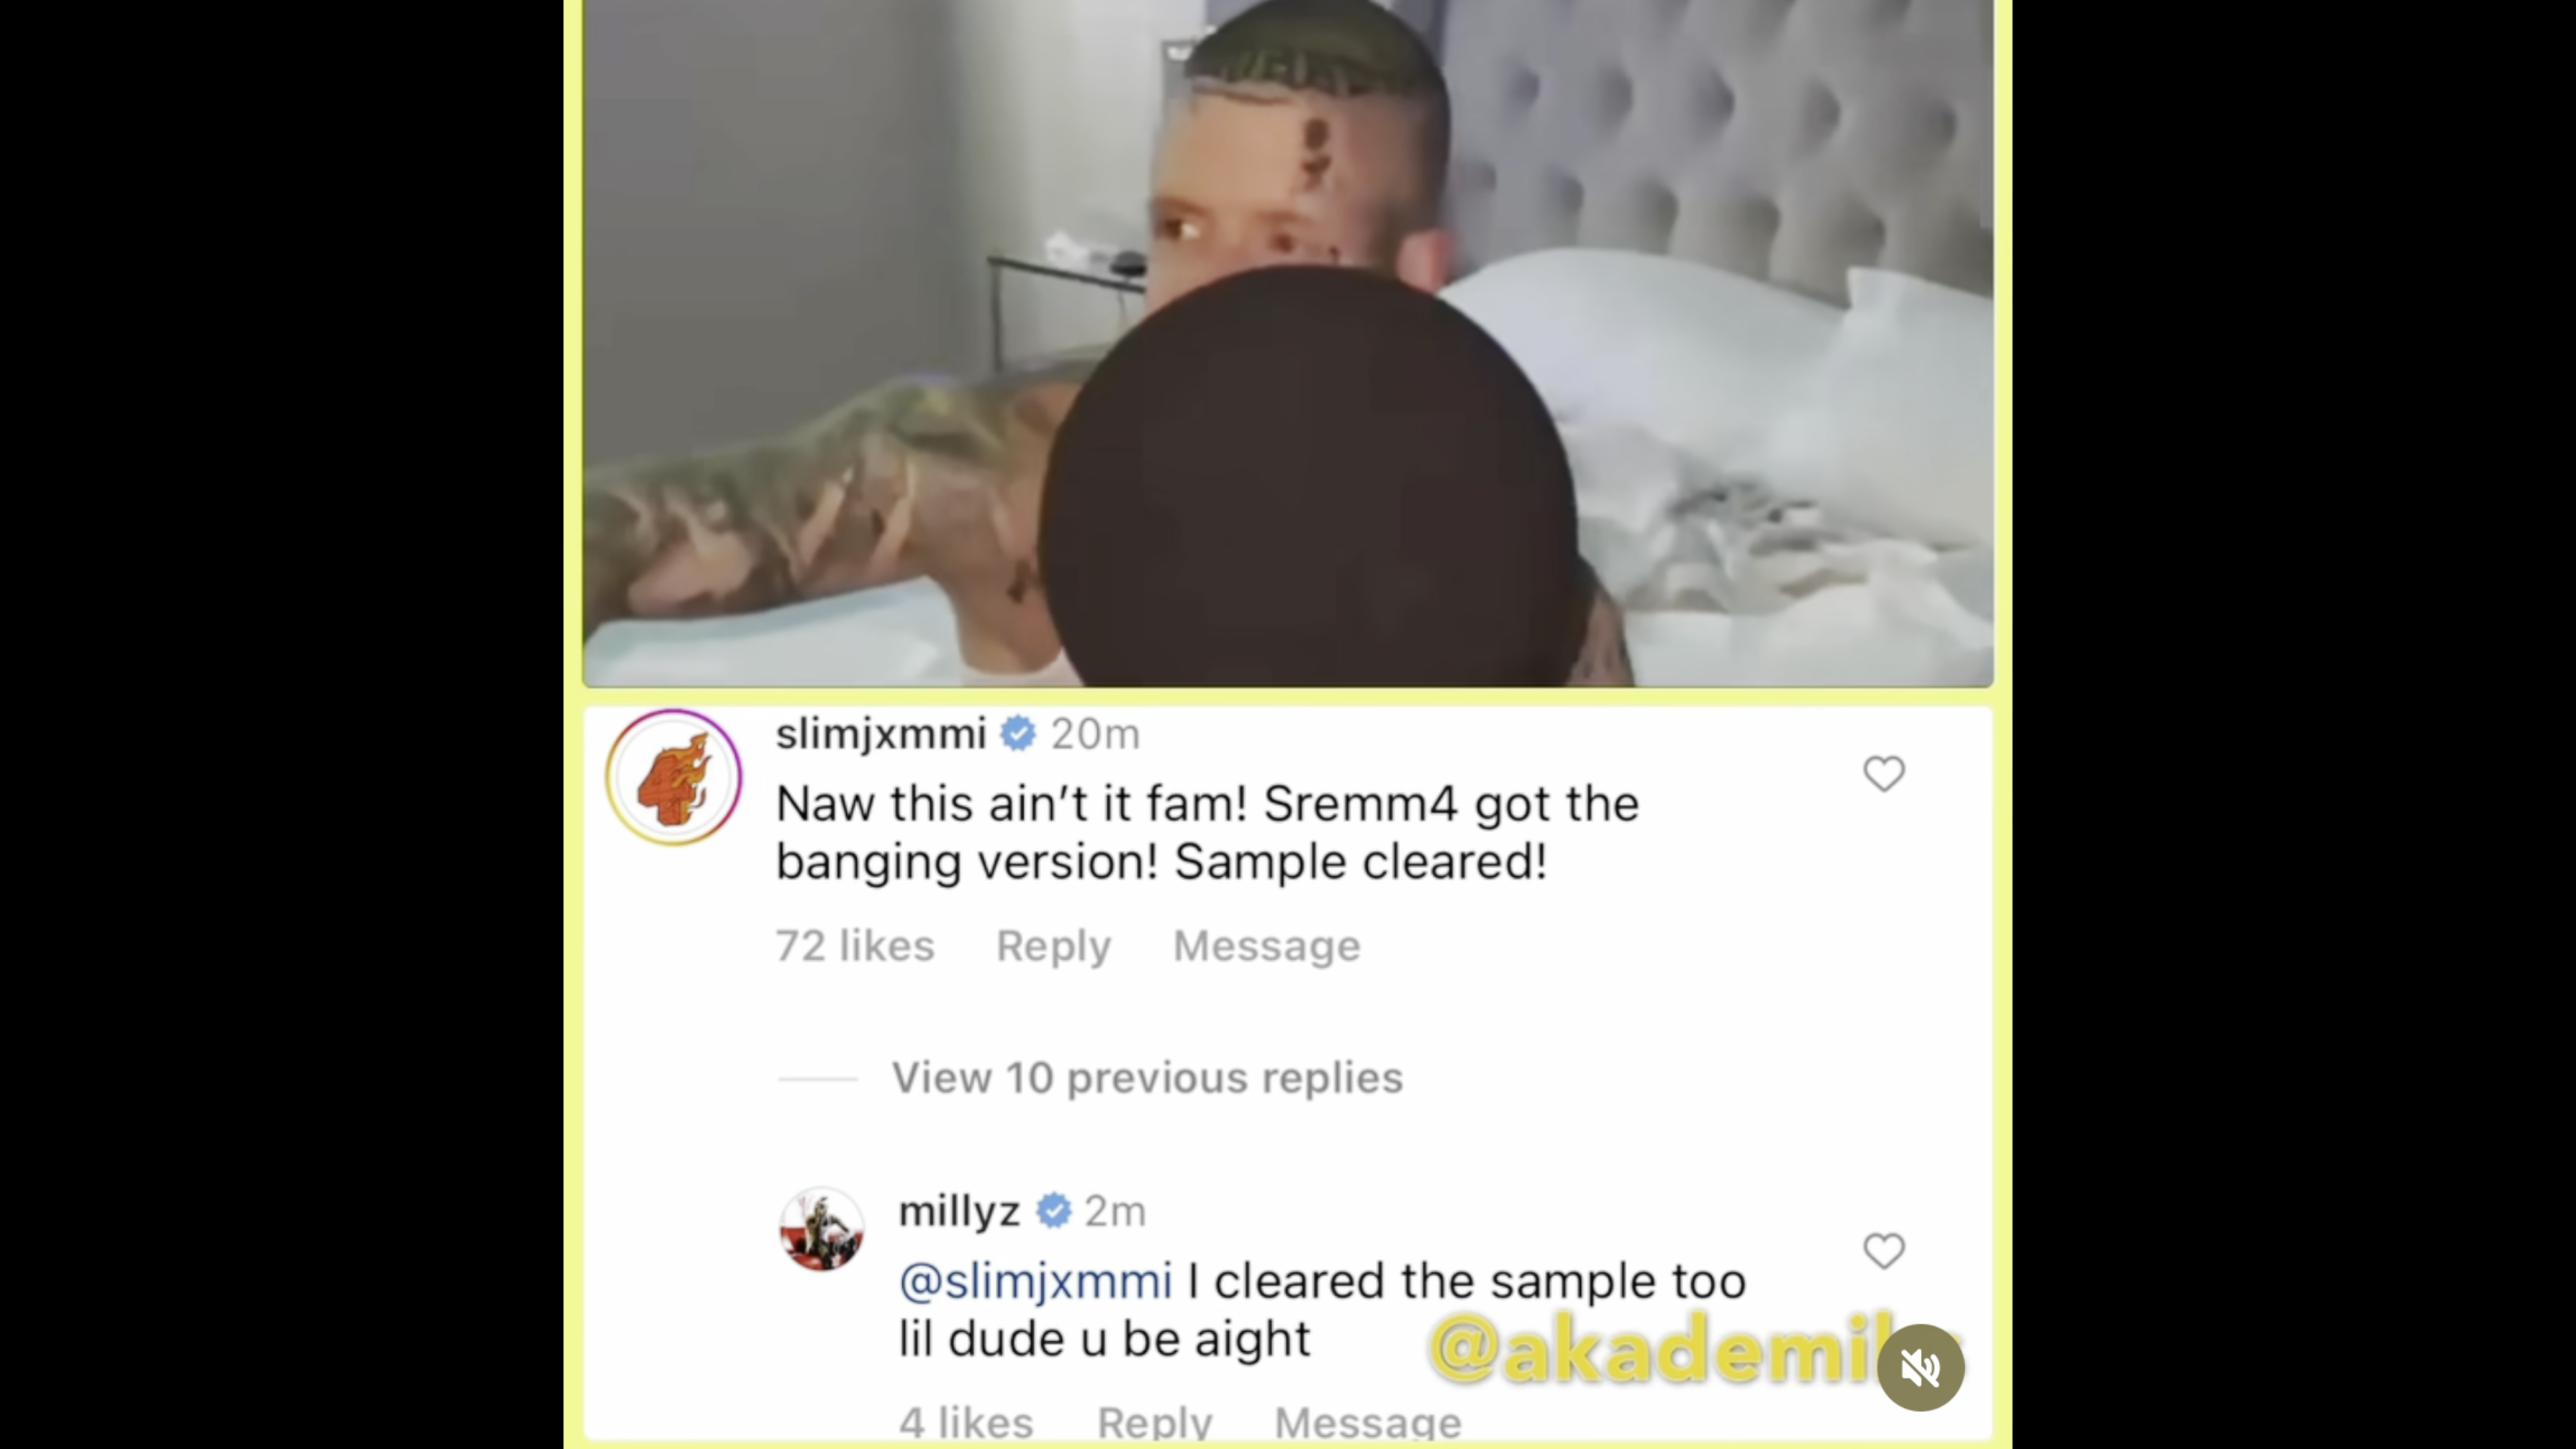 slimjxmmi 20m
Naw this ain't it fam! Sremm4 got the
banging version! Sample cleared!
72 likes Reply Message
View 10 previous replies
millyz 2m
@slimjxmmi I cleared the sample too
lil dude u be aight
4 likes Reply Message